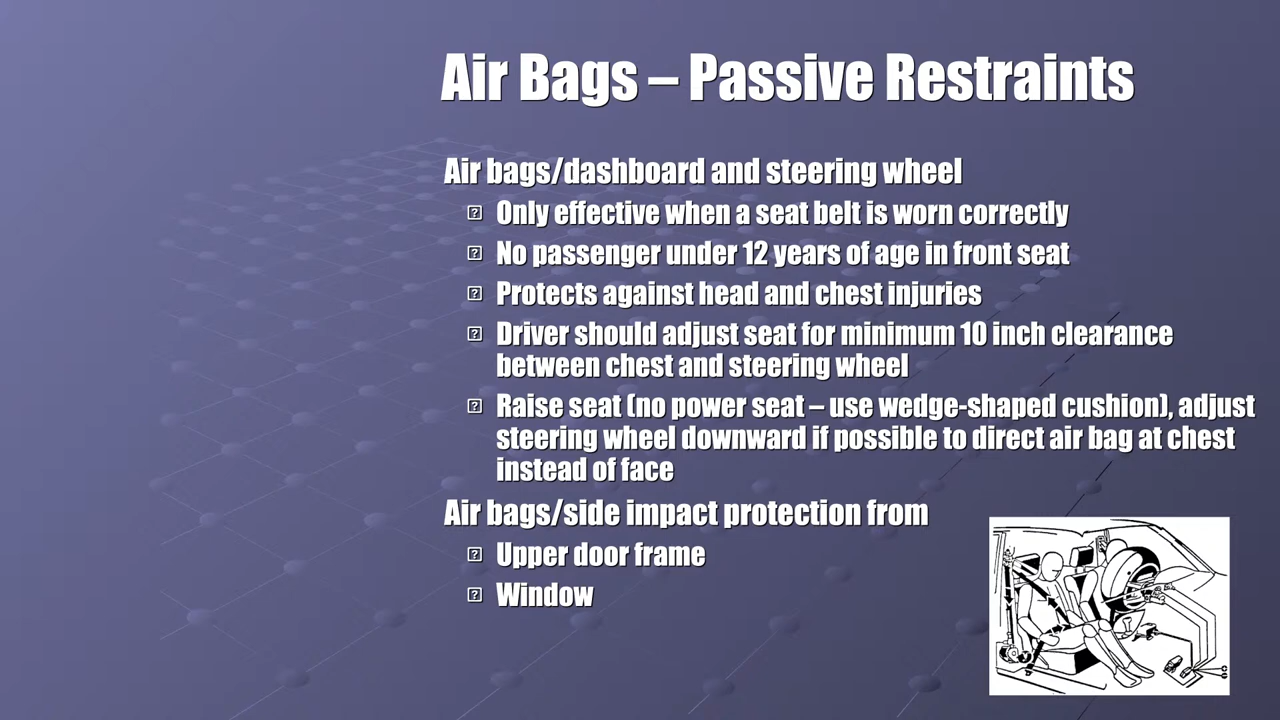 Air Bags – Passive Restraints
Air bags/dashboard and steering wheel
Only effective when a seat belt is worn correctly
No passenger under 12 years of age in front seat
Protects against head and chest injuries
Driver should adjust seat for minimum 10 inch clearance
between chest and steering wheel
Raise seat (no power seat – use wedge-shaped cushion), adjust
steering wheel downward if possible to direct air bag at chest
instead of face
Air bags/side impact protection from
Upper door frame
Window